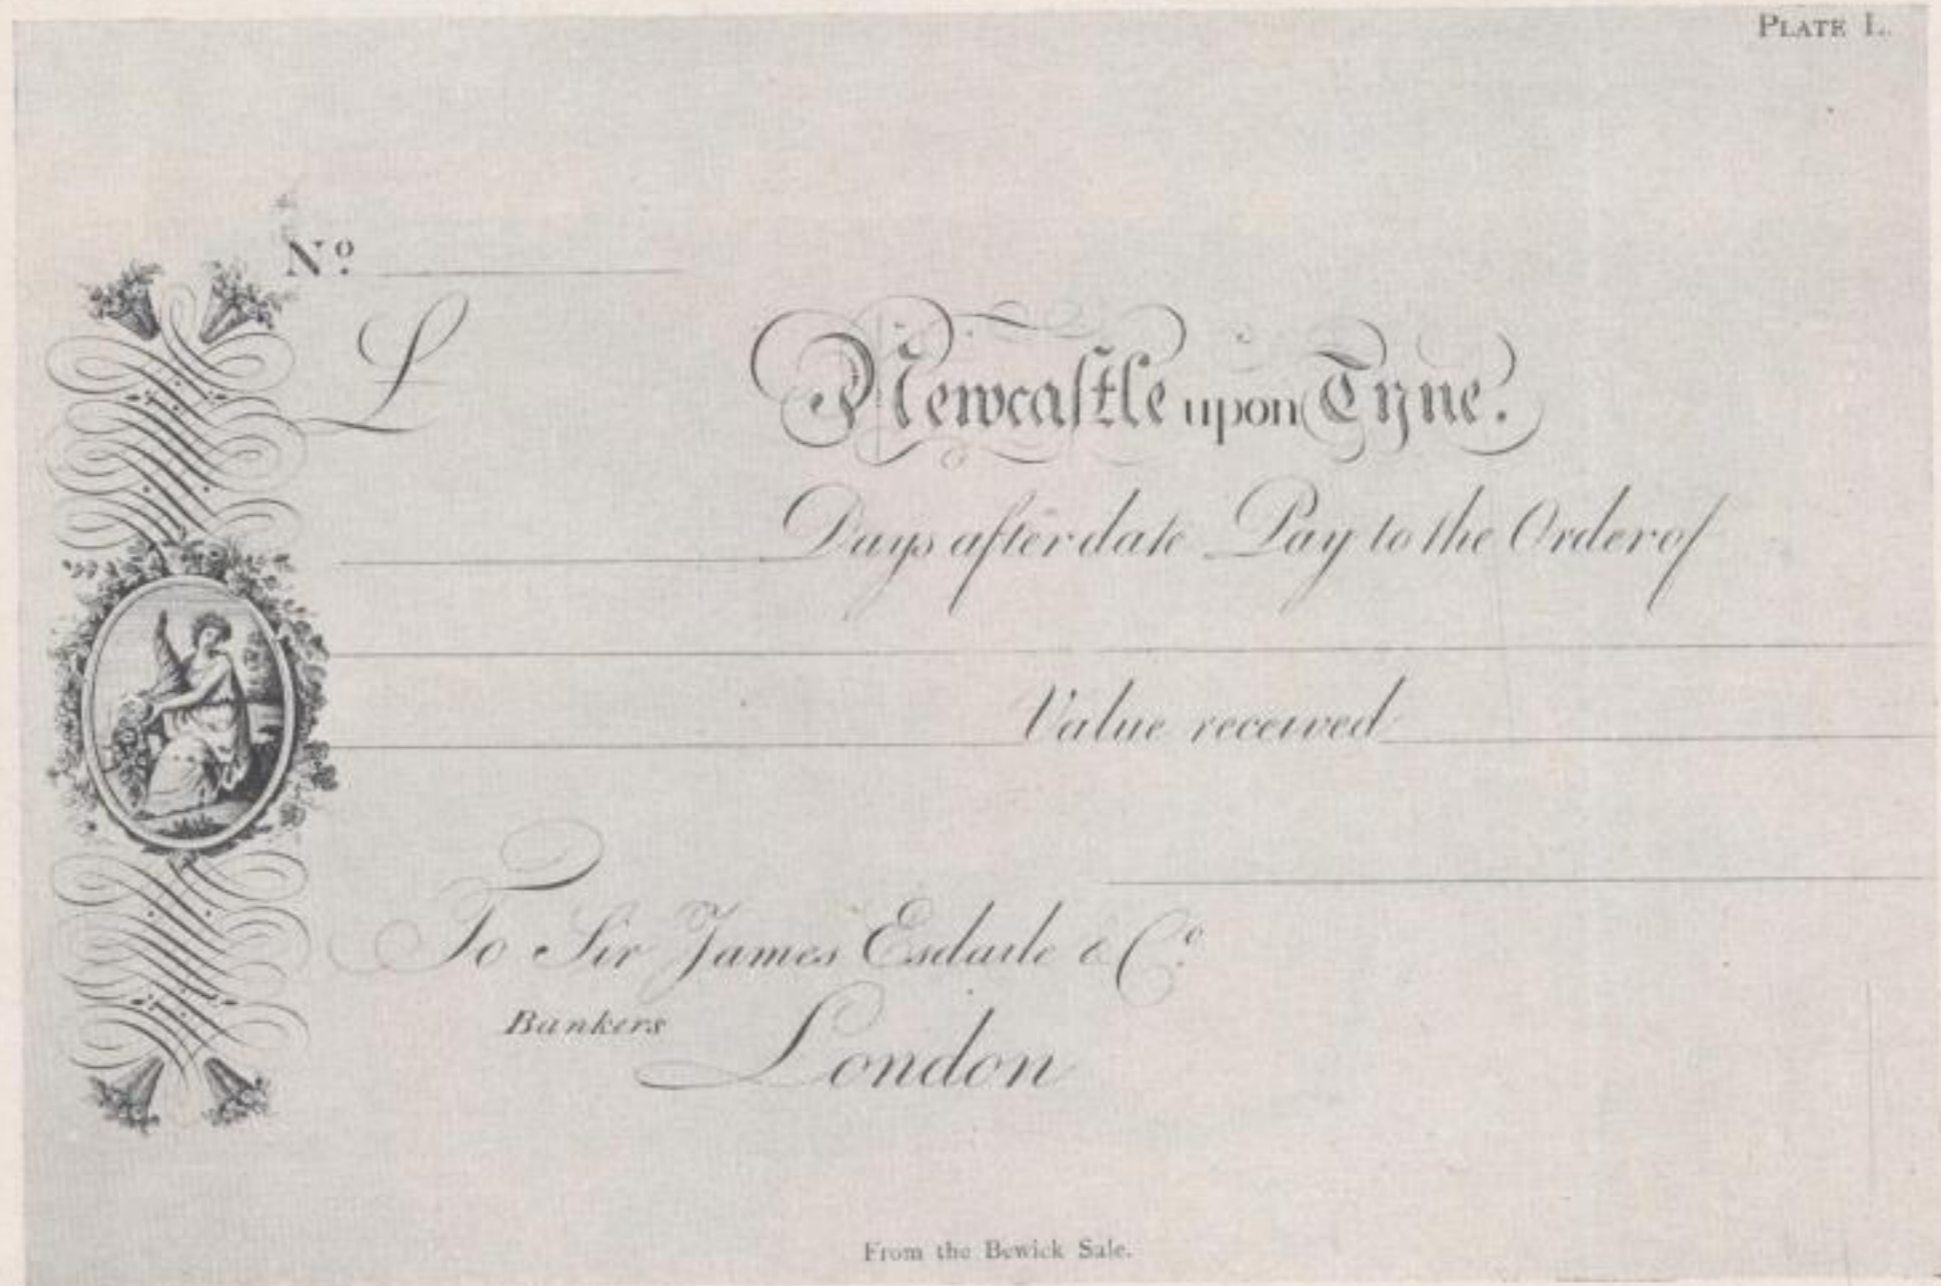 PLATE L.
No.
£
Newcaſtle upon Tyne.
Days after date Pay to the Order of
Value received
To Sir James Esdaile & Co.
Bankers
London
From the Bewick Sale.